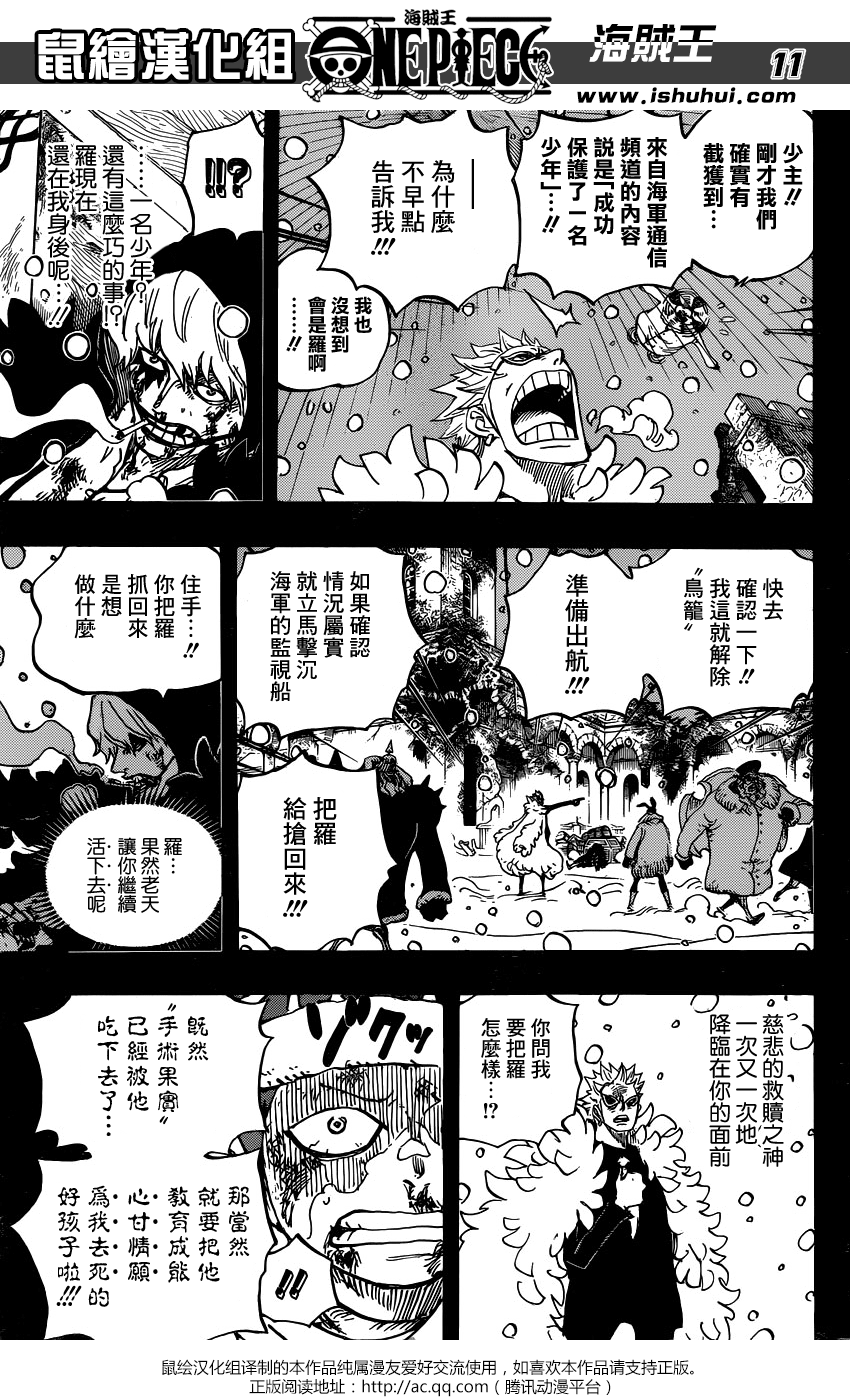 鼠繪漢化組
海賊王
ONE PIECE
海賊王
11
www.ishuhui.com
少主!!
剛才我們
確實有
截獲到…
來自海軍通信
頻道的內容
說是「成功
保護了一名
少年」…!!
——為什麼
不早點
告訴我!!!
我也
沒想到
會是羅啊
……!!
!!?
……一名少年?
還有這麼巧的事!?
羅現在
還在我身後呢…!!
快去
確認一下!!
我這就解除
〝鳥籠〞
準備出航!!!
如果確認
情況屬實
就立馬擊沉
海軍的監視船
把羅
給搶回來!!!
住手…!!
你把羅
抓回來
是想
做什麼
羅…
果然老天
讓你繼續
活下去呢
慈悲的救贖之神
一次又一次地
降臨在你的面前
你問我
要把羅
怎麼樣…!?
ゾクッ
既然
〝手術果實〞
已經被他
吃下去了…
那當然
就要把他
教育成能
心甘情願
為我去死的
好孩子啦!!!
!!
鼠绘汉化组译制的本作品纯属漫友爱好交流使用，如喜欢本作品请支持正版。
正版阅读地址：http://ac.qq.com（腾讯动漫平台）